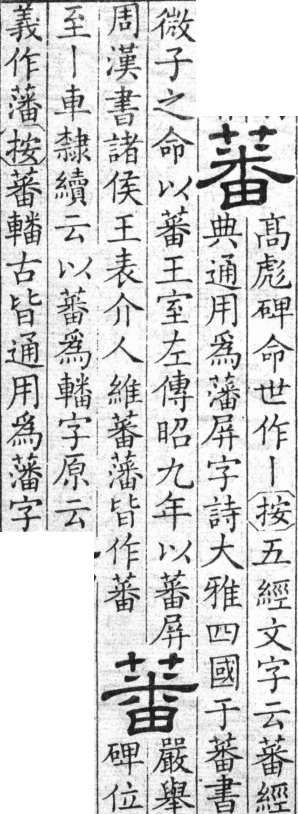 蕃
高彪碑命世作丨按五經文字云蕃經
典通用爲藩屏字詩大雅四國于蕃書
微子之命以蕃王室左傳昭九年以蕃屏
周漢書諸侯王表介人維蕃藩皆作蕃
蕃
嚴舉
碑位
至丨車隸續云以蕃爲轓字原云
義作藩按蕃轓古皆通用爲藩字